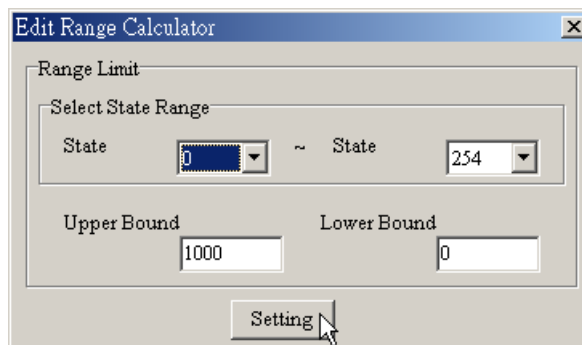 Edit Range Calculator
Range Limit
Select State Range
State 0 ~ State 254
Upper Bound Lower Bound
1000 0
Setting